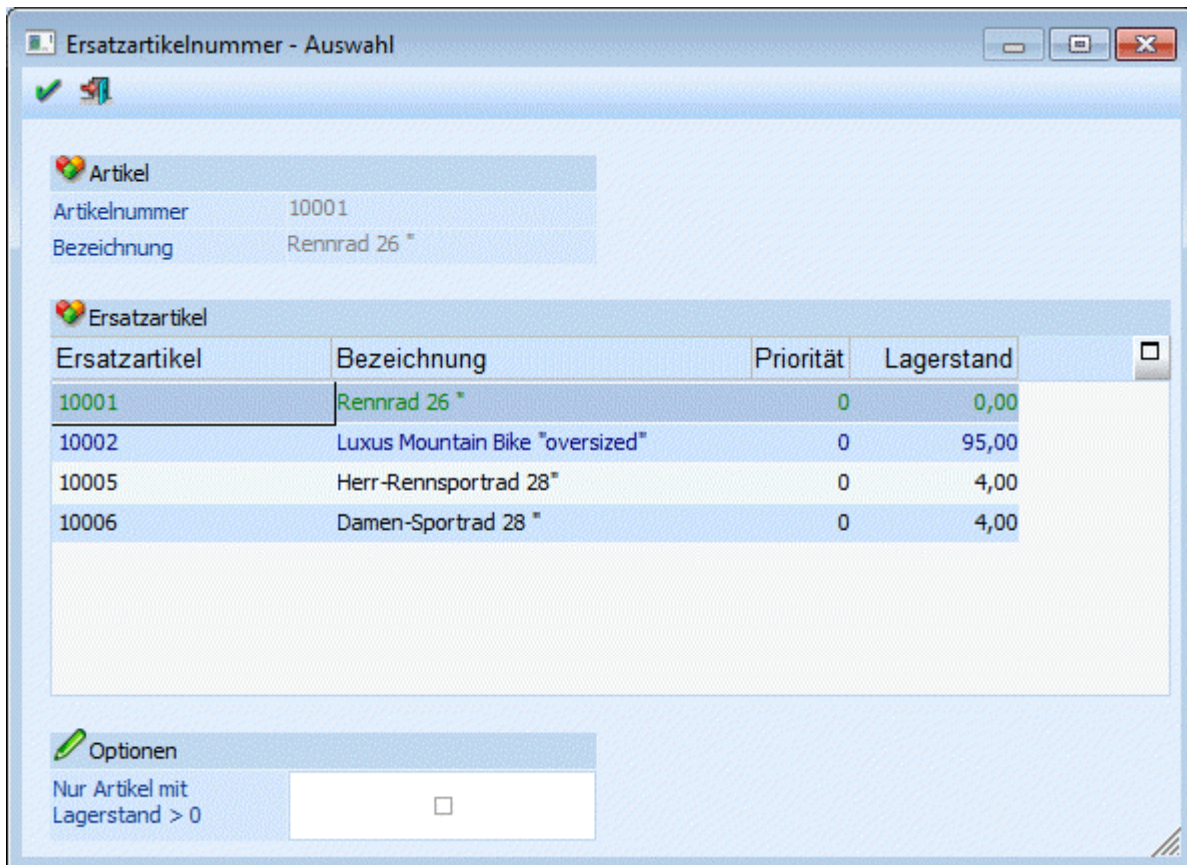 Ersatzartikelnummer - Auswahl
Artikel
Artikelnummer 10001
Bezeichnung Rennrad 26 "
Ersatzartikel
Ersatzartikel Bezeichnung Priorität Lagerstand
10001 Rennrad 26 " 0 0,00
10002 Luxus Mountain Bike "oversized" 0 95,00
10005 Herr-Rennsportrad 28" 0 4,00
10006 Damen-Sportrad 28 " 0 4,00
Optionen
Nur Artikel mit
Lagerstand > 0